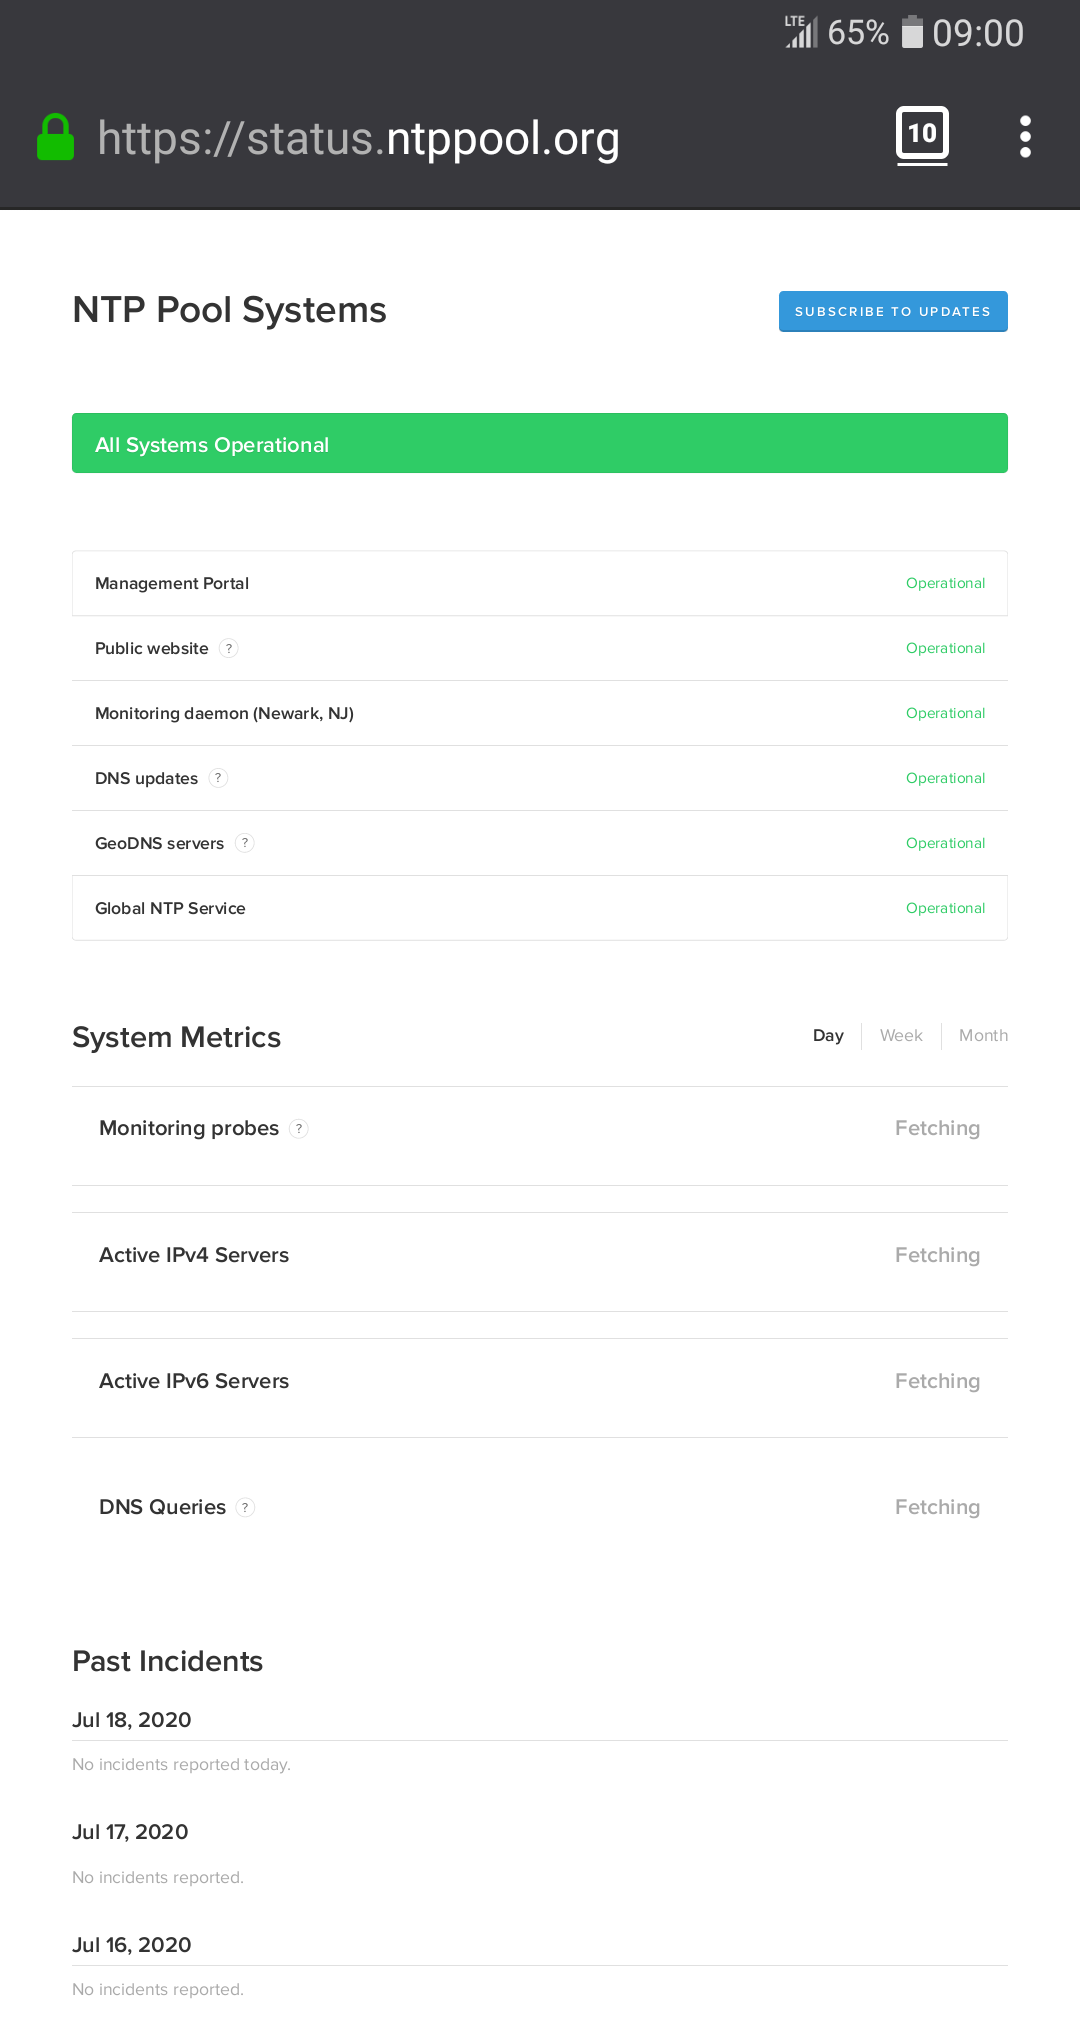 LTE 65% 09:00
https://status.ntppool.org 10
NTP Pool Systems SUBSCRIBE TO UPDATES
All Systems Operational
Management Portal Operational
Public website ? Operational
Monitoring daemon (Newark, NJ) Operational
DNS updates ? Operational
GeoDNS servers ? Operational
Global NTP Service Operational
System Metrics Day Week Month
Monitoring probes ? Fetching
Active IPv4 Servers Fetching
Active IPv6 Servers Fetching
DNS Queries ? Fetching
Past Incidents
Jul 18, 2020
No incidents reported today.
Jul 17, 2020
No incidents reported.
Jul 16, 2020
No incidents reported.